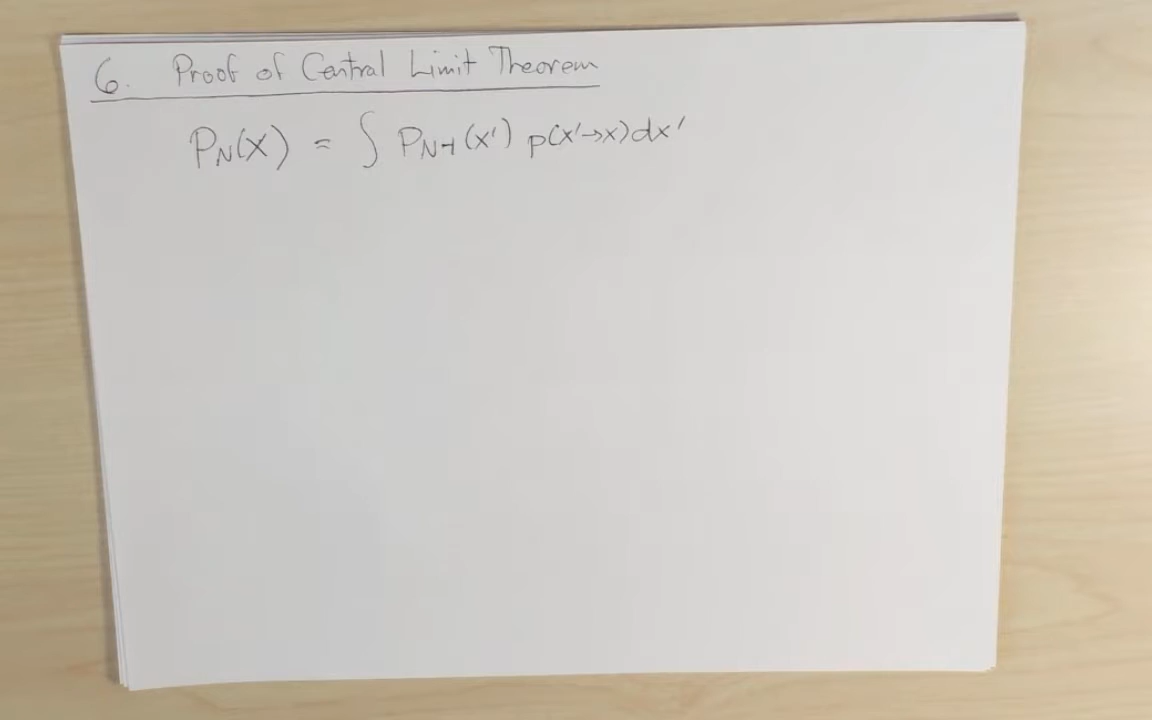 6. Proof of Central Limit Theorem
P_N(x) = ∫ P_{N-1}(x') p(x'→x)dx'